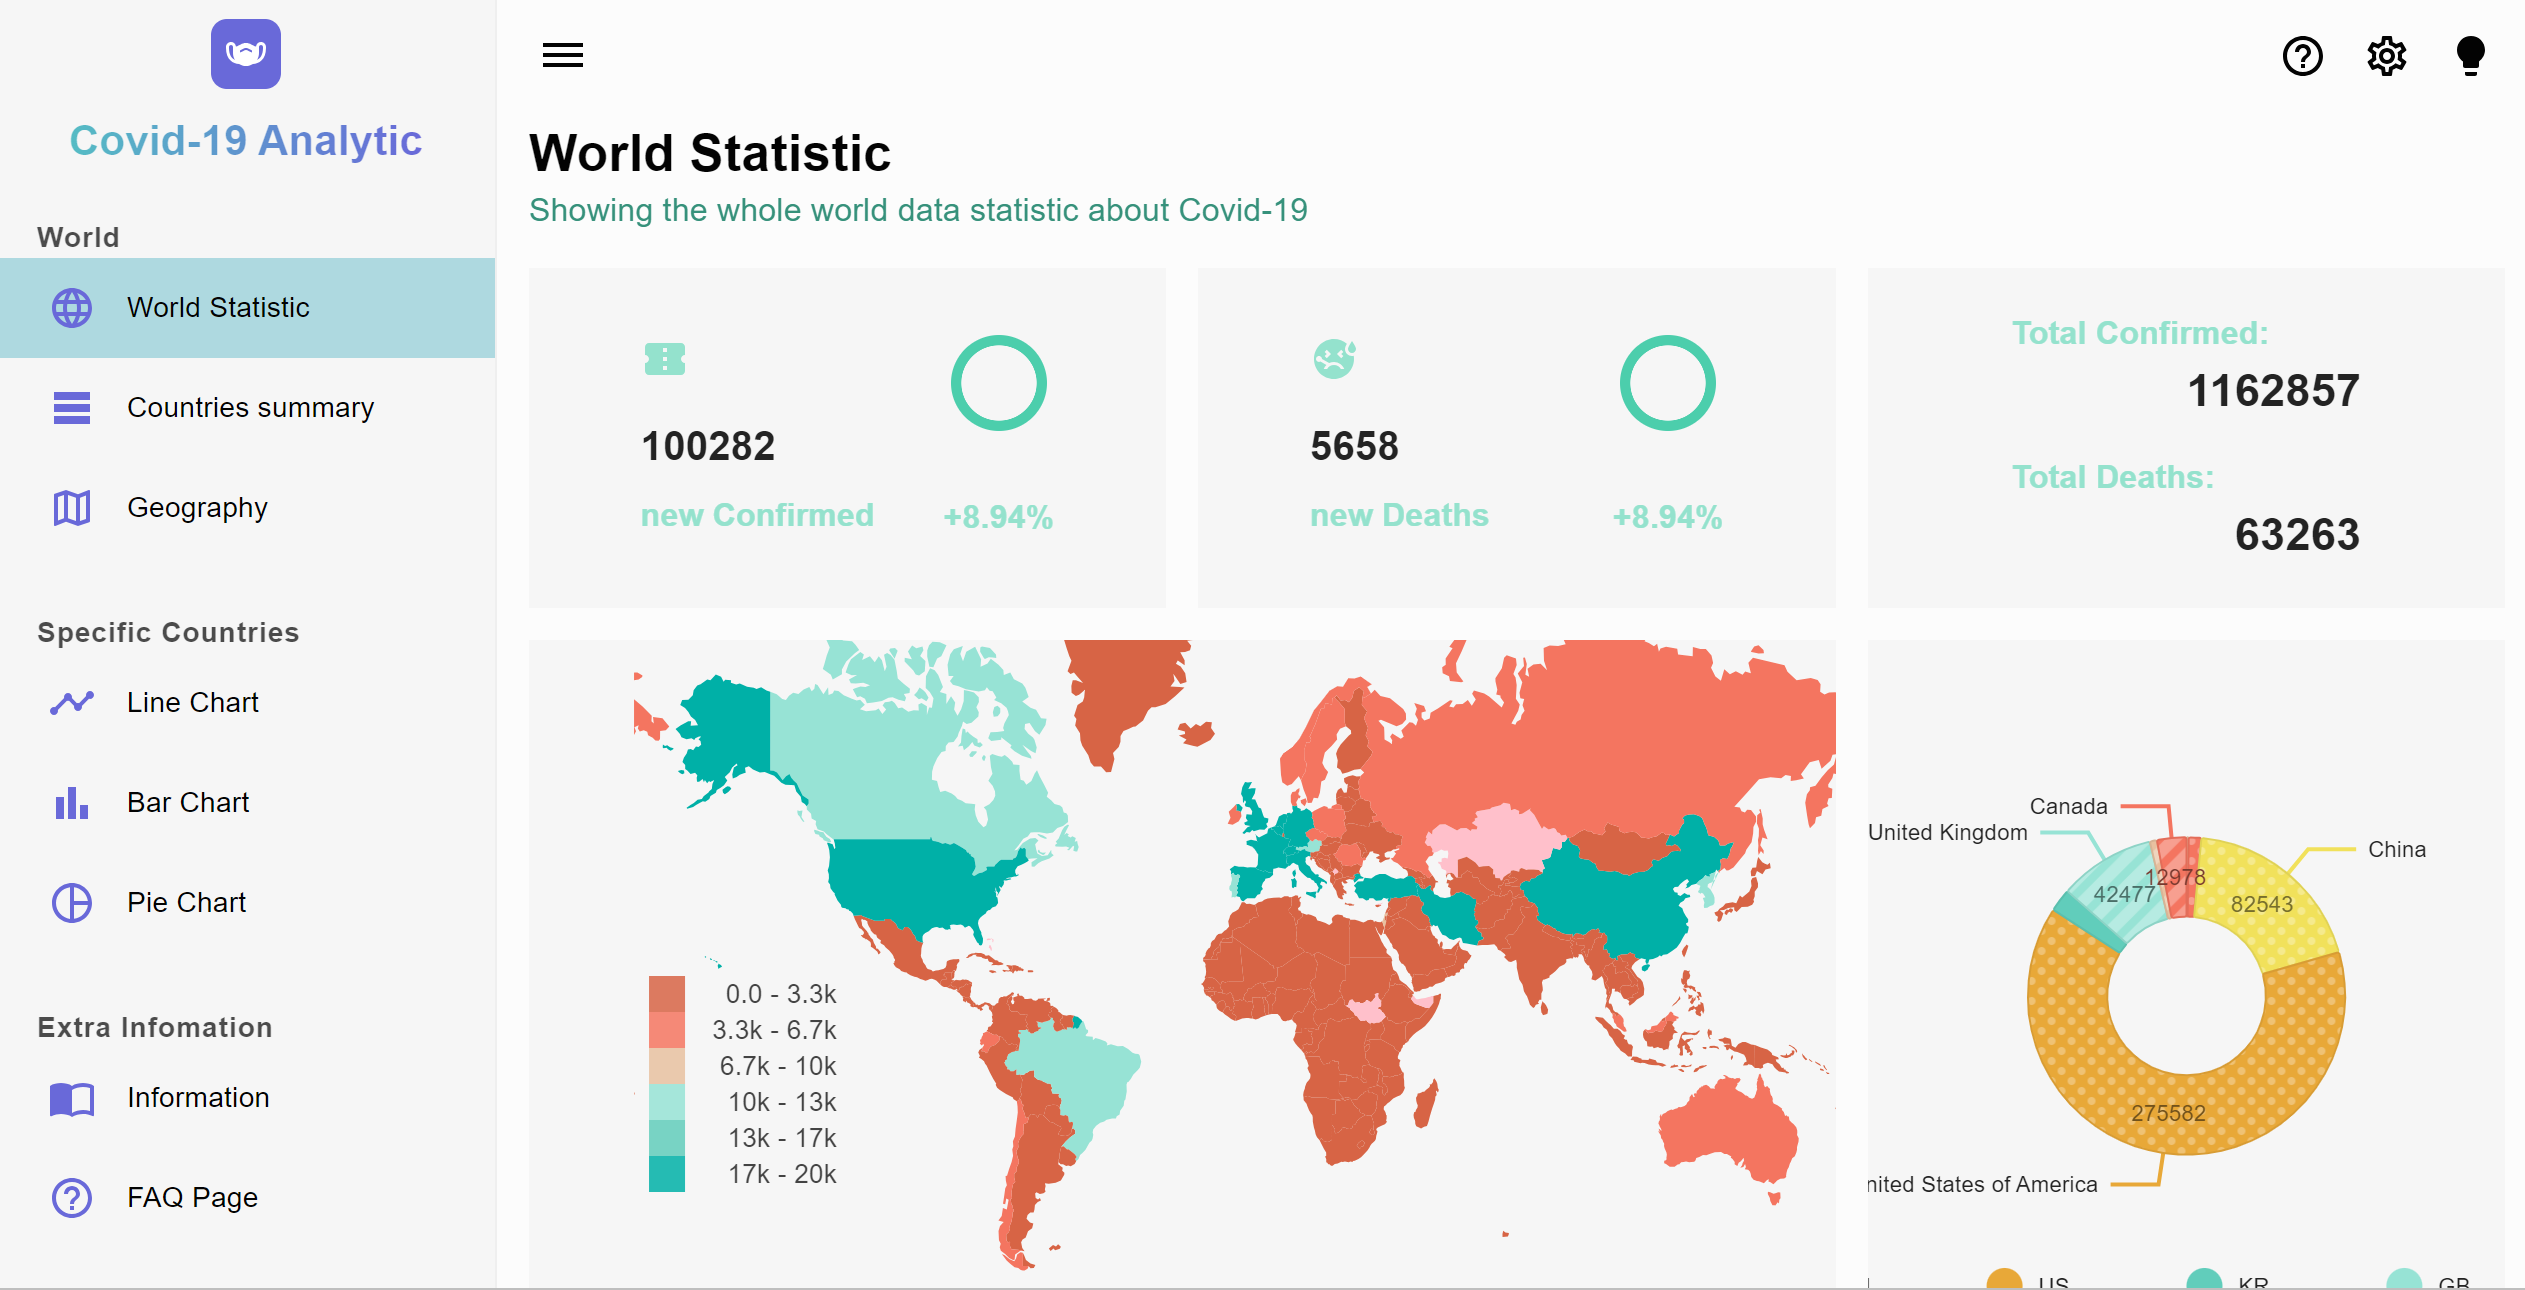 Covid-19 Analytic
World
World Statistic
Countries summary
Geography
Specific Countries
Line Chart
Bar Chart
Pie Chart
Extra Infomation
Information
FAQ Page
World Statistic
Showing the whole world data statistic about Covid-19
100282
new Confirmed
+8.94%
5658
new Deaths
+8.94%
Total Confirmed:
1162857
Total Deaths:
63263
0.0 - 3.3k
3.3k - 6.7k
6.7k - 10k
10k - 13k
13k - 17k
17k - 20k
Canada
United Kingdom
China
12978
42477
82543
275582
nited States of America
US
KR
GB